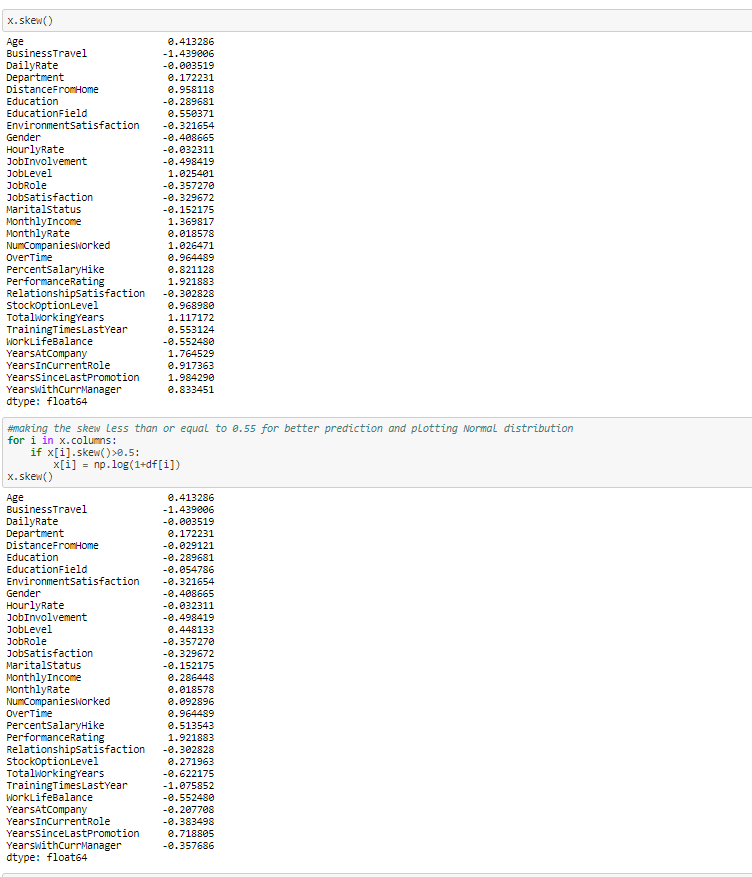 x.skew()
Age 0.413286
BusinessTravel -1.439006
DailyRate -0.003519
Department 0.172231
DistanceFromHome 0.958118
Education -0.289681
EducationField 0.550371
EnvironmentSatisfaction -0.321654
Gender -0.408665
HourlyRate -0.032311
JobInvolvement -0.498419
JobLevel 1.025401
JobRole -0.357270
JobSatisfaction -0.329672
MaritalStatus -0.152175
MonthlyIncome 1.369817
MonthlyRate 0.018578
NumCompaniesWorked 1.026471
OverTime 0.964489
PercentSalaryHike 0.821128
PerformanceRating 1.921883
RelationshipSatisfaction -0.302828
StockOptionLevel 0.968980
TotalWorkingYears 1.117172
TrainingTimesLastYear 0.553124
WorkLifeBalance -0.552480
YearsAtCompany 1.764529
YearsInCurrentRole 0.917363
YearsSinceLastPromotion 1.984290
YearsWithCurrManager 0.833451
dtype: float64
#making the skew less than or equal to 0.55 for better prediction and plotting Normal distribution
for i in x.columns:
    if x[i].skew()>0.5:
        x[i] = np.log(1+df[i])
x.skew()
Age 0.413286
BusinessTravel -1.439006
DailyRate -0.003519
Department 0.172231
DistanceFromHome -0.029121
Education -0.289681
EducationField -0.054786
EnvironmentSatisfaction -0.321654
Gender -0.408665
HourlyRate -0.032311
JobInvolvement -0.498419
JobLevel 0.448133
JobRole -0.357270
JobSatisfaction -0.329672
MaritalStatus -0.152175
MonthlyIncome 0.286448
MonthlyRate 0.018578
NumCompaniesWorked 0.092896
OverTime 0.964489
PercentSalaryHike 0.513543
PerformanceRating 1.921883
RelationshipSatisfaction -0.302828
StockOptionLevel 0.271963
TotalWorkingYears -0.622175
TrainingTimesLastYear -1.075852
WorkLifeBalance -0.552480
YearsAtCompany -0.207708
YearsInCurrentRole -0.383498
YearsSinceLastPromotion 0.718805
YearsWithCurrManager -0.357686
dtype: float64